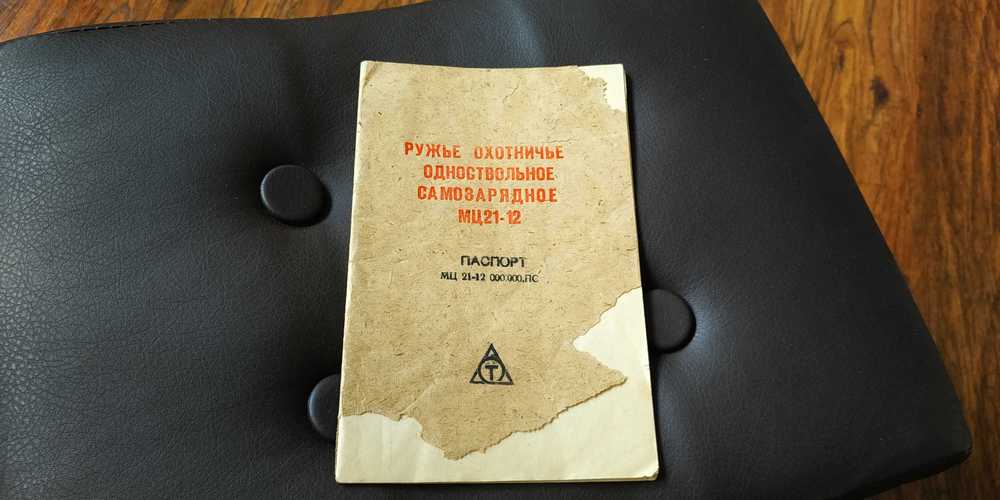 РУЖЬЕ ОХОТНИЧЬЕ
ОДНОСТВОЛЬНОЕ
САМОЗАРЯДНОЕ
МЦ21-12
ПАСПОРТ
МЦ 21-12 000.000.ПС
Т